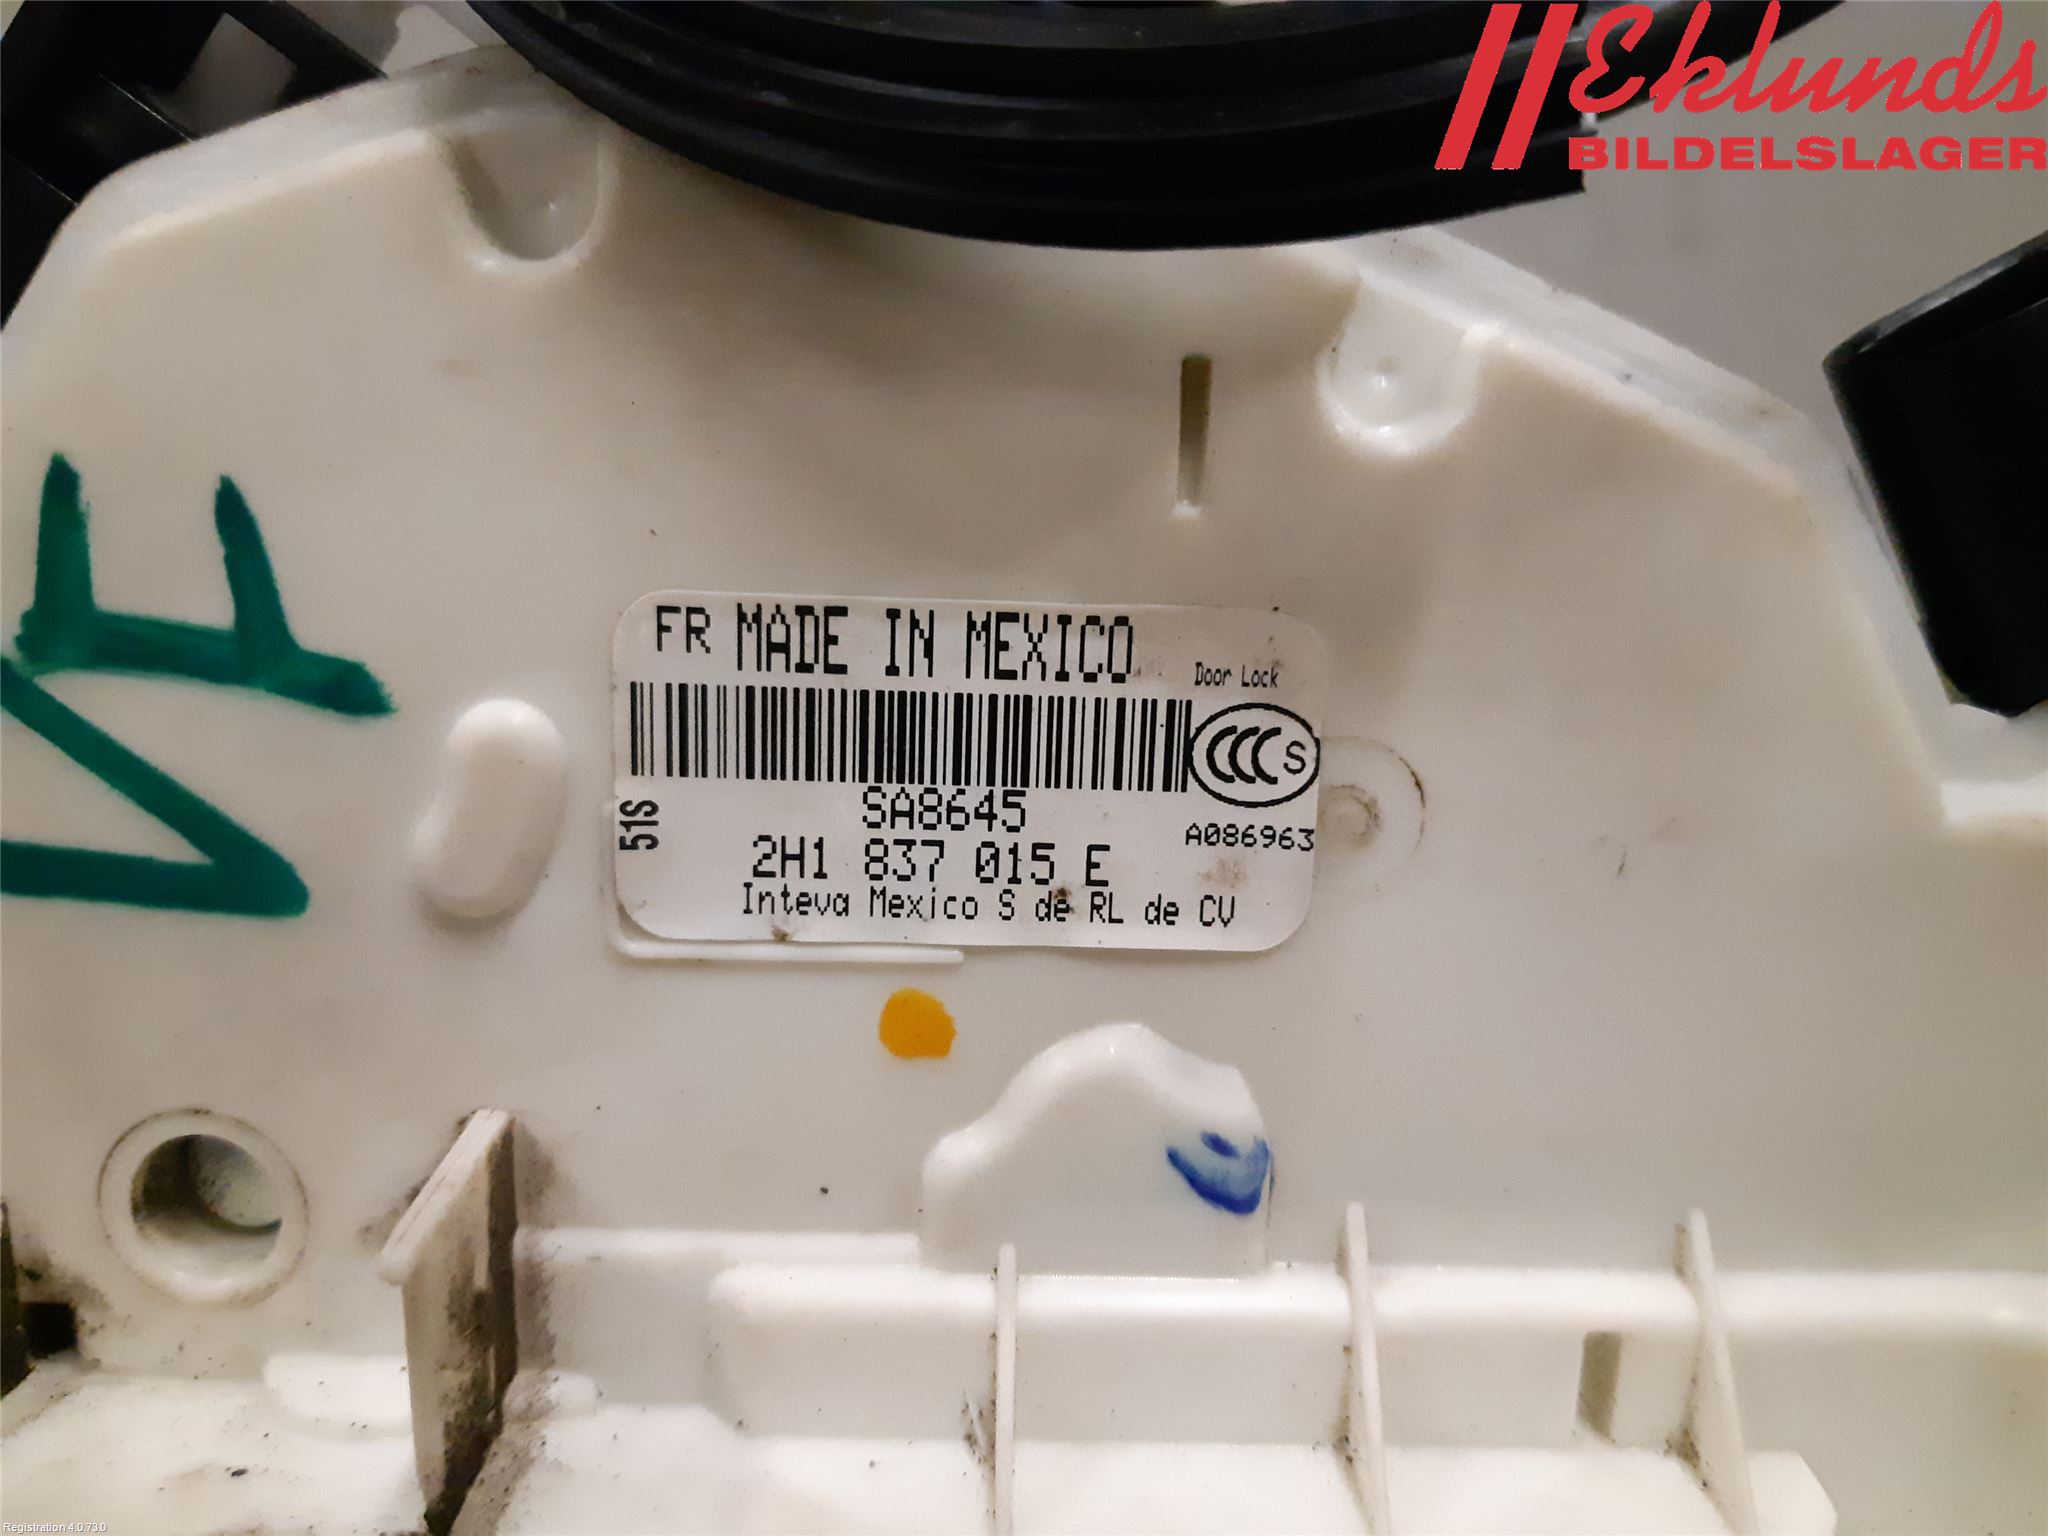 Eklunds
BILDELSLAGER
FR MADE IN MEXICO
Door Lock
CCC S
SA8645
51S
A086963
2H1 837 015 E
Inteva Mexico S de RL de CV
Registration 4.0.73.0